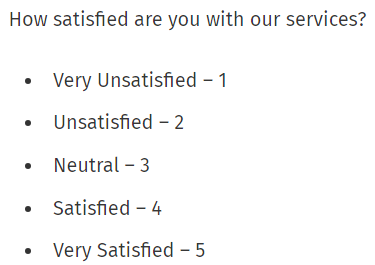 How satisfied are you with our services?
• Very Unsatisfied – 1
• Unsatisfied – 2
• Neutral – 3
• Satisfied – 4
• Very Satisfied – 5